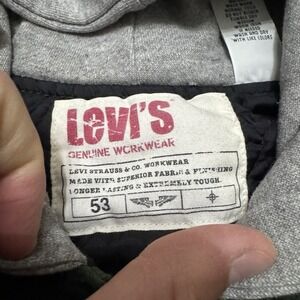 WASH AND DRY
WITH LIKE COLORS
LEVI'S
GENUINE WORKWEAR
LEVI STRAUSS & CO. WORKWEAR
MADE WITH SUPERIOR FABRIC & FINISHING
LONGER LASTING & EXTREMELY TOUGH.
53